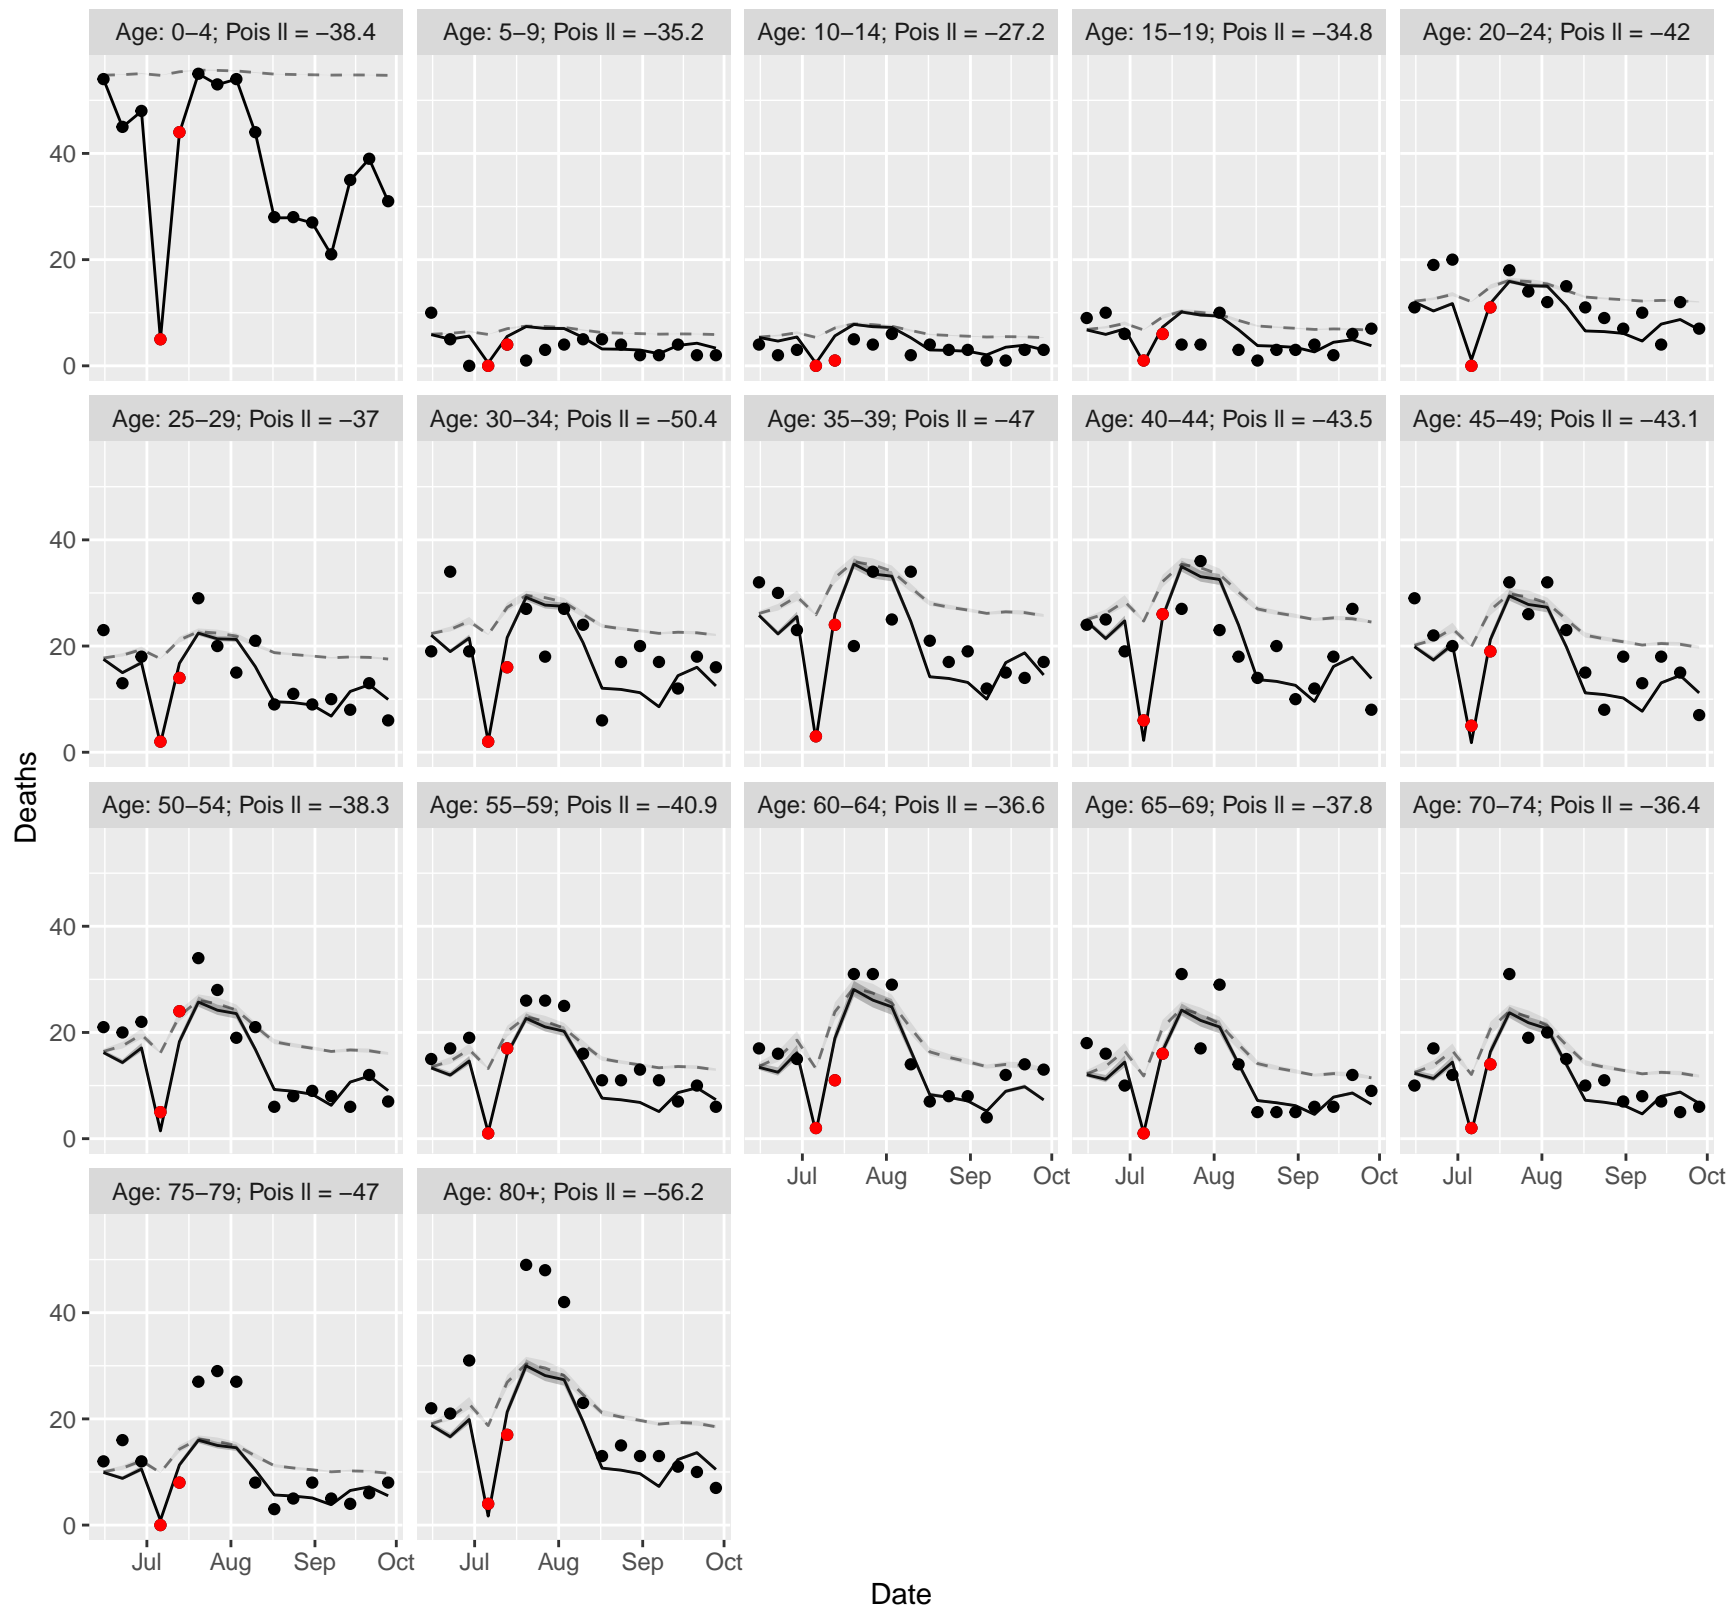 Age: 0−4; Pois ll = −38.4
Age: 5−9; Pois ll = −35.2
Age: 10−14; Pois ll = −27.2
Age: 15−19; Pois ll = −34.8
Age: 20−24; Pois ll = −42
40
20
0
Age: 25−29; Pois ll = −37
Age: 30−34; Pois ll = −50.4
Age: 35−39; Pois ll = −47
Age: 40−44; Pois ll = −43.5
Age: 45−49; Pois ll = −43.1
40
20
0
Deaths
Age: 50−54; Pois ll = −38.3
Age: 55−59; Pois ll = −40.9
Age: 60−64; Pois ll = −36.6
Age: 65−69; Pois ll = −37.8
Age: 70−74; Pois ll = −36.4
40
20
0
Jul Aug Sep Oct
Jul Aug Sep Oct
Jul Aug Sep Oct
Age: 75−79; Pois ll = −47
Age: 80+; Pois ll = −56.2
40
20
0
Jul Aug Sep Oct
Jul Aug Sep Oct
Date